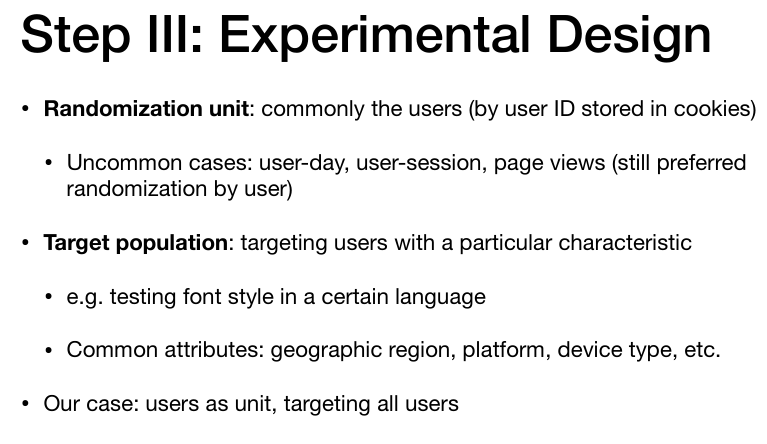 Step III: Experimental Design
• Randomization unit: commonly the users (by user ID stored in cookies)
• Uncommon cases: user-day, user-session, page views (still preferred
randomization by user)
• Target population: targeting users with a particular characteristic
• e.g. testing font style in a certain language
• Common attributes: geographic region, platform, device type, etc.
• Our case: users as unit, targeting all users